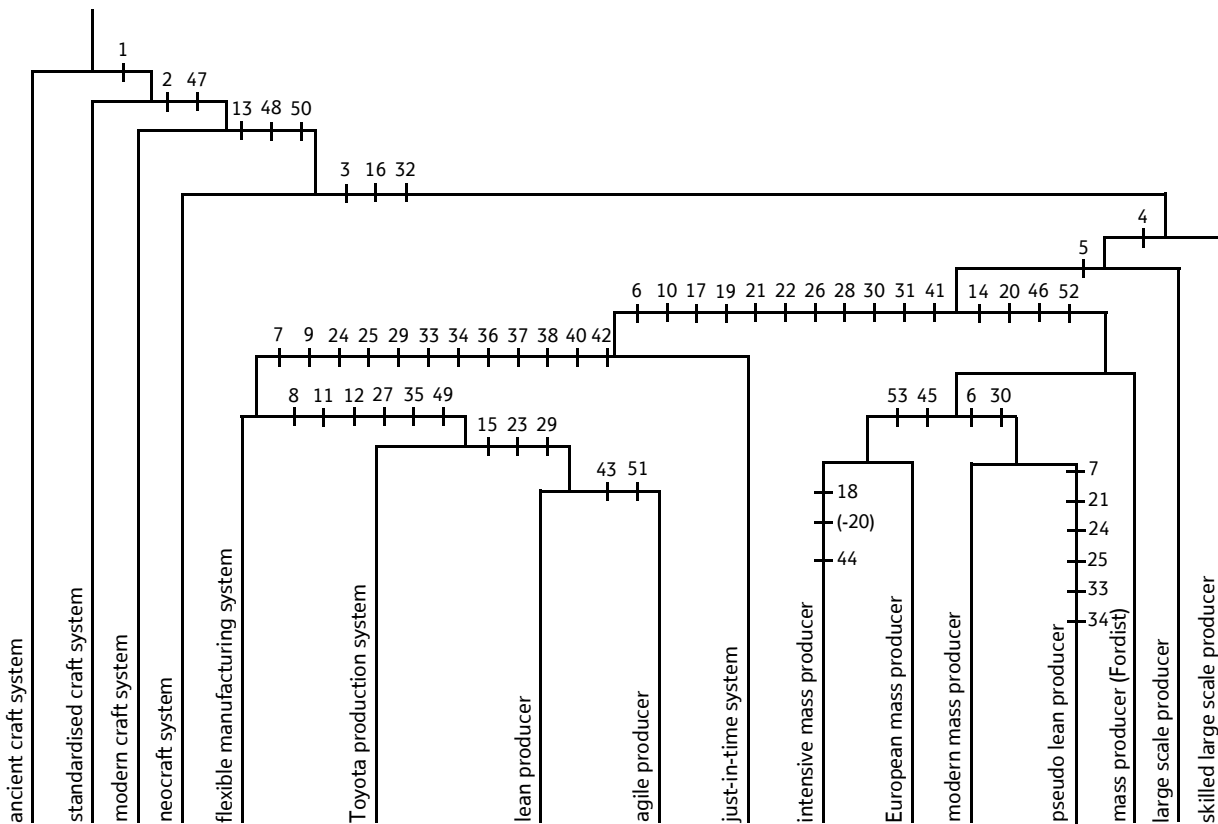 1
2 47
13 48 50
3 16 32
4
5
6 10 17 19 21 22 26 28 30 31 41 14 20 46 52
7 9 24 25 29 33 34 36 37 38 40 42
8 11 12 27 35 49 53 45 6 30
15 23 29
43 51 7
18 21
(-20) 24
44 25
33
34
ancient craft system
standardised craft system
modern craft system
neocraft system
flexible manufacturing system
Toyota production system
lean producer
agile producer
just-in-time system
intensive mass producer
European mass producer
modern mass producer
pseudo lean producer
mass producer (Fordist)
large scale producer
skilled large scale producer